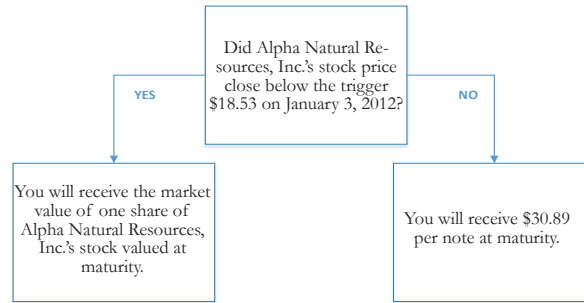 Did Alpha Natural Re-
sources, Inc.'s stock price
close below the trigger
$18.53 on January 3, 2012?
YES
NO
You will receive the market
value of one share of
Alpha Natural Resources,
Inc.'s stock valued at
maturity.
You will receive $30.89
per note at maturity.